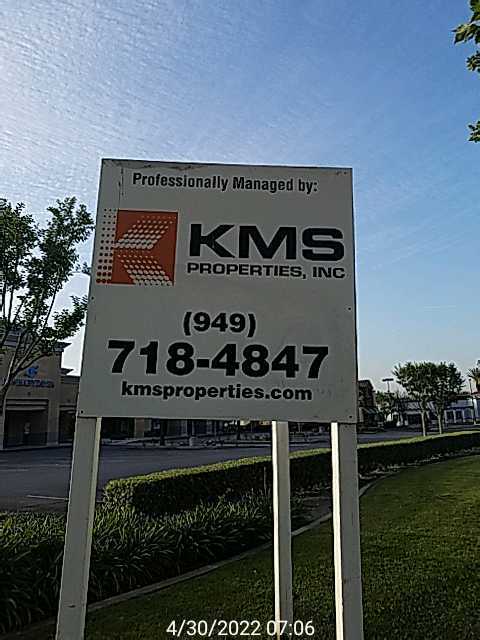 Professionally Managed by:
KMS
PROPERTIES, INC
(949)
718-4847
kmsproperties.com
4/30/2022 07:06